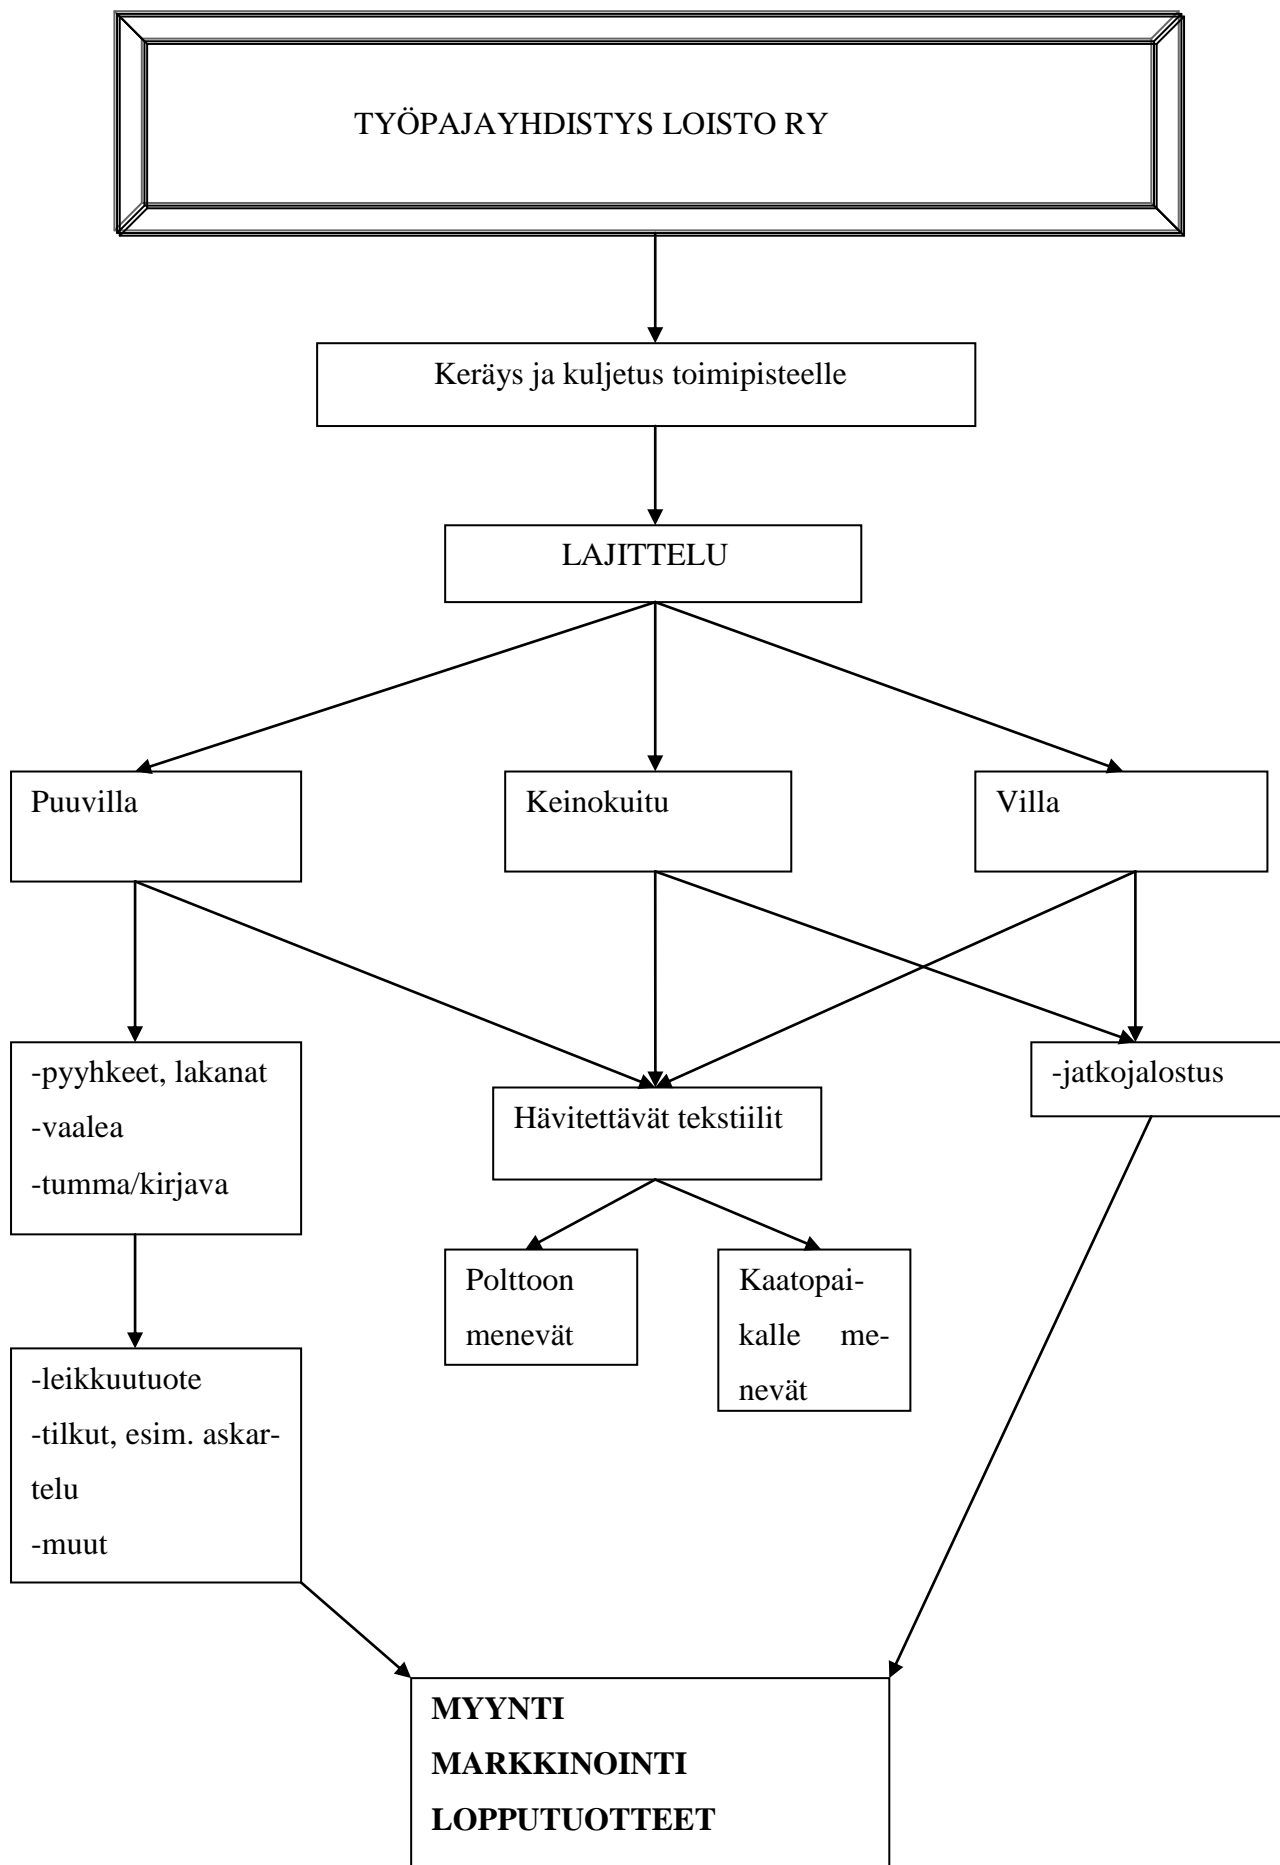 TYÖPAJAYHDISTYS LOISTO RY
Keräys ja kuljetus toimipisteelle
LAJITTELU
Puuvilla
Keinokuitu
Villa
-pyyhkeet, lakanat
-vaalea
-tumma/kirjava
Hävitettävät tekstiilit
-jatkojalostus
Polttoon
menevät
Kaatopai-
kalle me-
nevät
-leikkuutuote
-tilkut, esim. askar-
telu
-muut
MYYNTI
MARKKINOINTI
LOPPUTUOTTEET